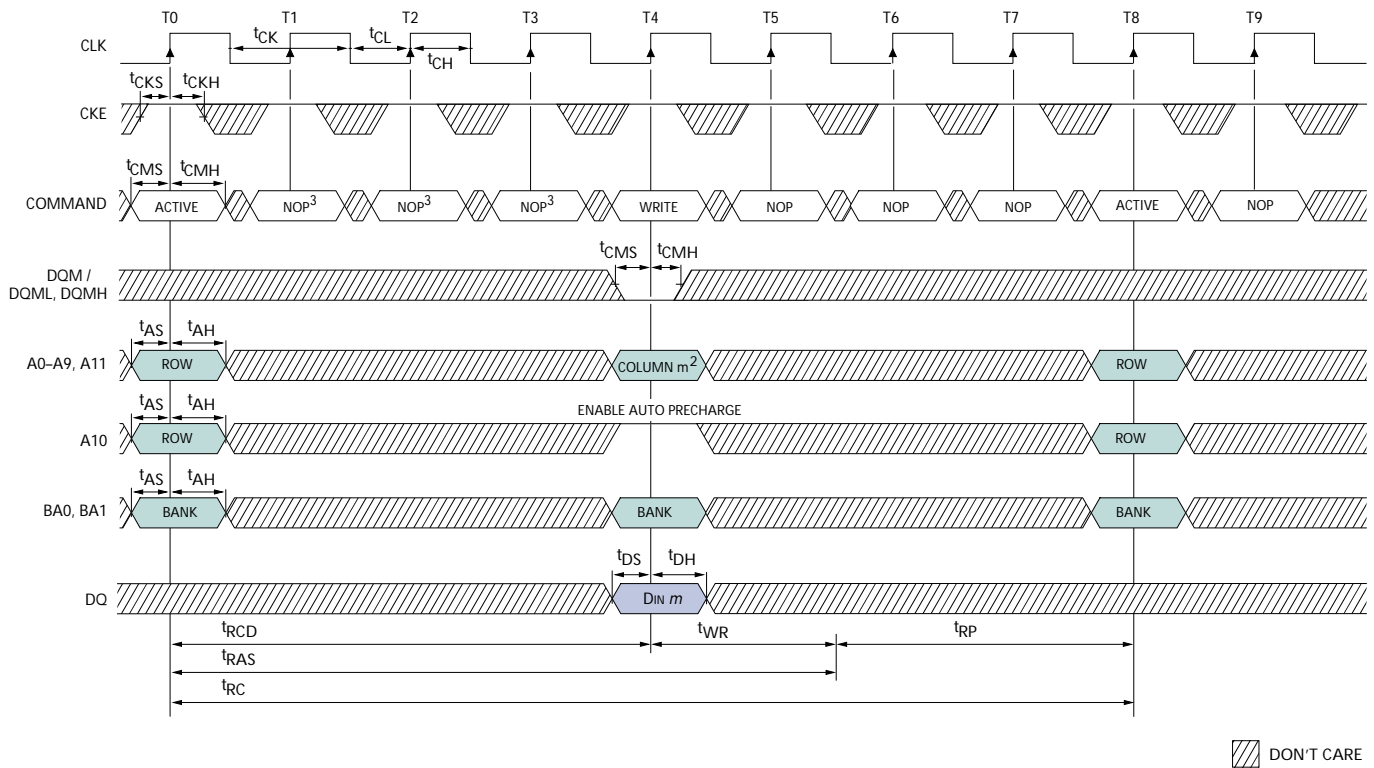 T0 T1 T2 T3 T4 T5 T6 T7 T8 T9
CLK
tCK tCL
tCH
tCKS tCKH
CKE
tCMS tCMH
COMMAND ACTIVE NOP3 NOP3 NOP3 WRITE NOP NOP NOP ACTIVE NOP
tCMS tCMH
DQM /
DQML, DQMH
tAS tAH
A0–A9, A11 ROW COLUMN m2 ROW
tAS tAH
ENABLE AUTO PRECHARGE
A10 ROW ROW
tAS tAH
BA0, BA1 BANK BANK BANK
tDS tDH
DQ DIN m
tRCD tWR tRP
tRAS
tRC
DON'T CARE